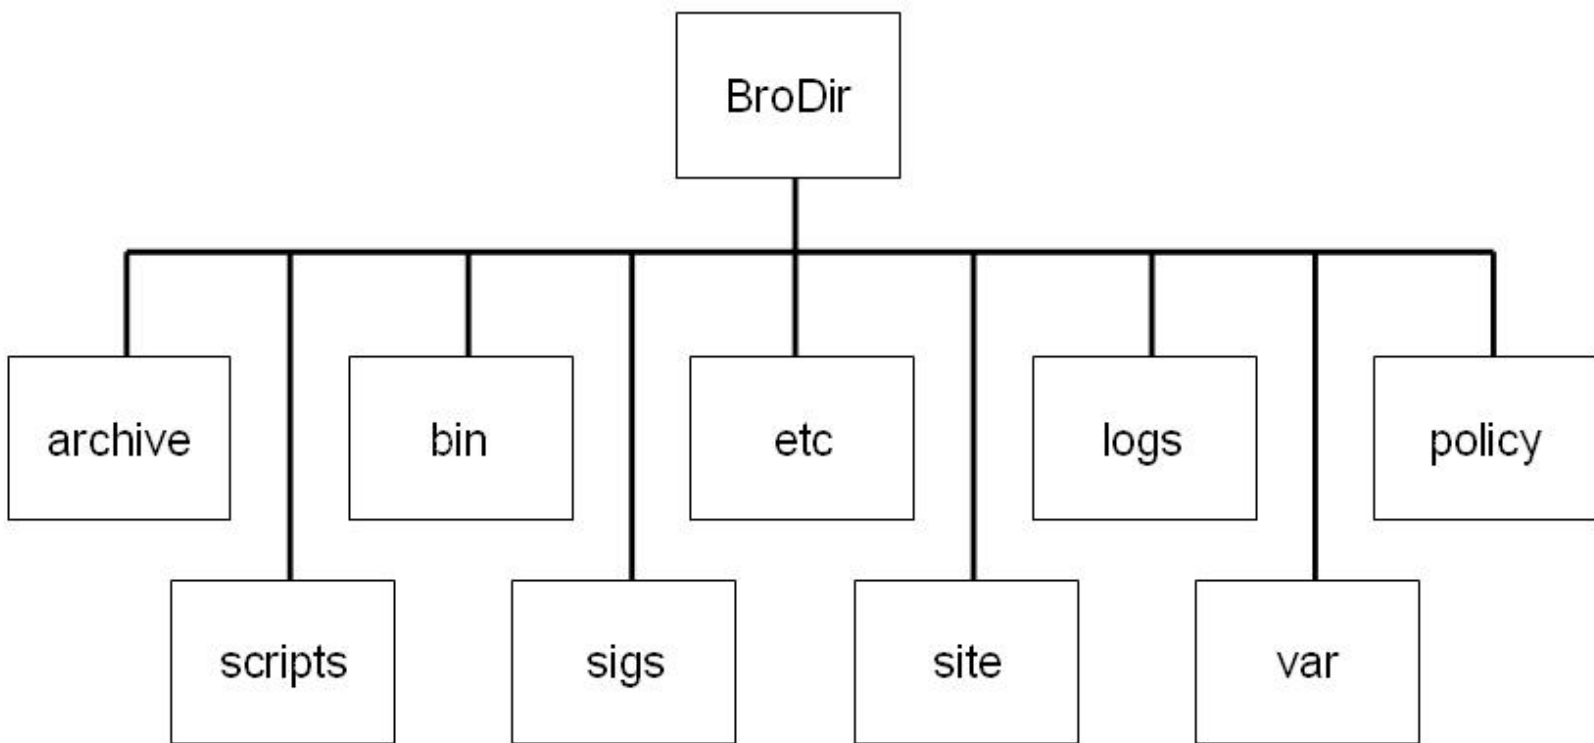 BroDir
archive
bin
etc
logs
policy
scripts
sigs
site
var